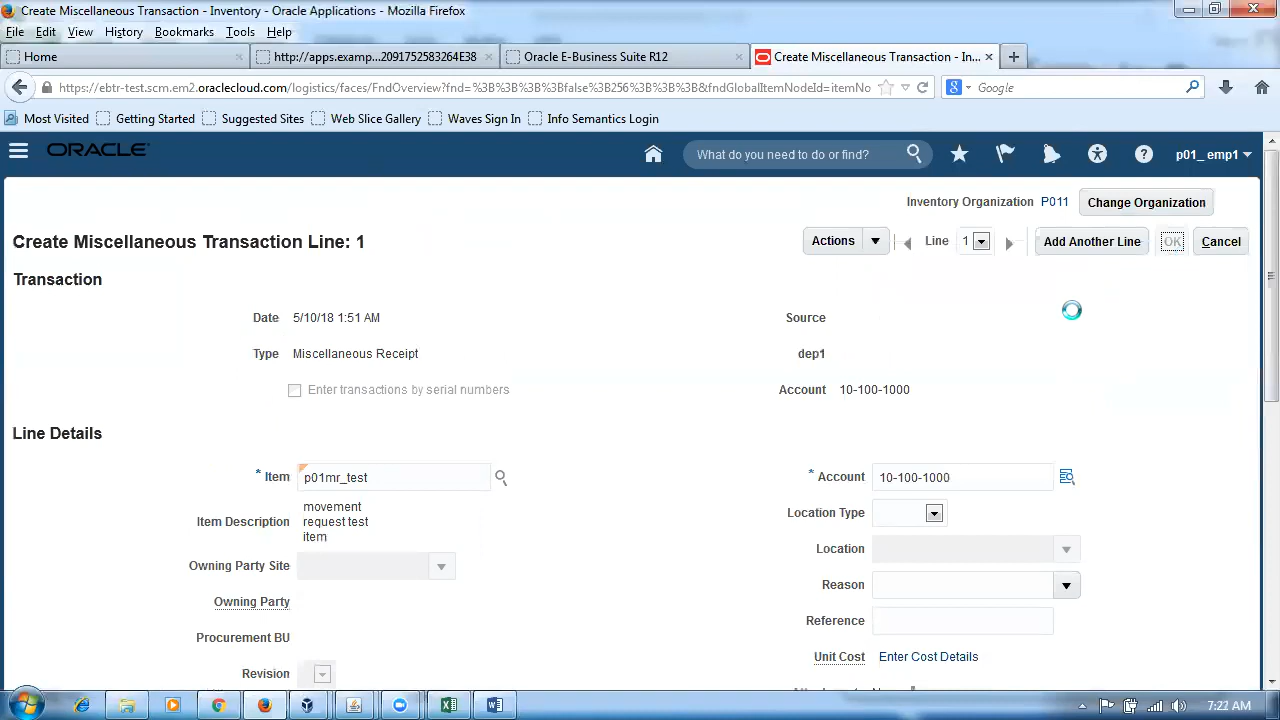 Create Miscellaneous Transaction - Inventory - Oracle Applications - Mozilla Firefox
File Edit View History Bookmarks Tools Help
Home
http://apps.examp...2091752583264E38
Oracle E-Business Suite R12
Create Miscellaneous Transaction - In...
https://ebtr-test.scm.em2.oraclecloud.com/logistics/faces/FndOverview?fnd=%3B%3B%3Bfalse%3B256%3B%3B%3B&fndGlobalItemNodeId=itemNo
Google
Most Visited Getting Started Suggested Sites Web Slice Gallery Waves Sign In Info Semantics Location
ORACLE
What do you need to do or find?
p01_emp1
Inventory Organization P011 Change Organization
Create Miscellaneous Transaction Line: 1
Actions Line 1 Add Another Line OK Cancel
Transaction
Date 5/10/18 1:51 AM
Source
Type Miscellaneous Receipt
dep1
Enter transactions by serial numbers
Account 10-100-1000
Line Details
* Item p01mr_test
* Account 10-100-1000
Item Description movement
request test
item
Location Type
Owning Party Site
Location
Owning Party
Reason
Procurement BU
Reference
Revision
Unit Cost Enter Cost Details
7:22 AM